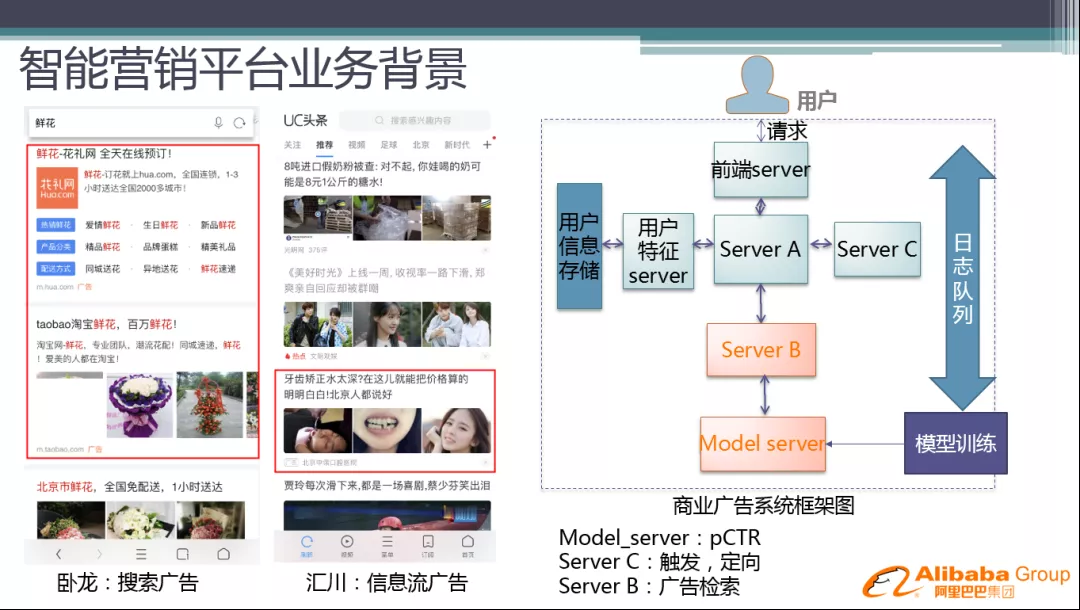 智能营销平台业务背景
鲜花
鲜花-花礼网 全天在线预订！
花礼网
Hua.com
鲜花-订花就上hua.com，全国连锁，1-3
小时送达全国2000多城市！
热销鲜花 爱情鲜花 · 生日鲜花 · 新品鲜花
产品分类 精品鲜花 · 品牌蛋糕 · 精美礼品
配送方式 同城送花 · 异地送花 · 鲜花速递
m.hua.com 广告
taobao淘宝鲜花，百万鲜花！
淘宝网-鲜花，专业团队，潮流花配！同城速递，鲜花
！爱美的人都在淘宝！
m.taobao.com 广告
北京市鲜花，全国免配送，1小时送达
卧龙：搜索广告
UC头条
搜索感兴趣内容
关注 推荐 视频 足球 北京 新时代 +
8吨进口假奶粉被查：对不起，你娃喝的奶可
能是8元1公斤的糖水！
光明网 375评
《美好时光》上线一周，收视率一路下滑，郑
爽亲自回应却被群嘲
热点 文娱败探
牙齿矫正水太深?在这儿就能把价格算的
明明白白!北京人都说好
贾玲每次滑下来,都是一场喜剧,蔡少芬笑出泪
刷新 视频 菜单 订阅 首页
汇川：信息流广告
用户
请求
前端server
用户
信息
存储
用户
特征
server
Server A
Server C
Server B
Model server
日志队列
模型训练
商业广告系统框架图
Model_server：pCTR
Server C：触发，定向
Server B：广告检索
Alibaba Group
阿里巴巴集团